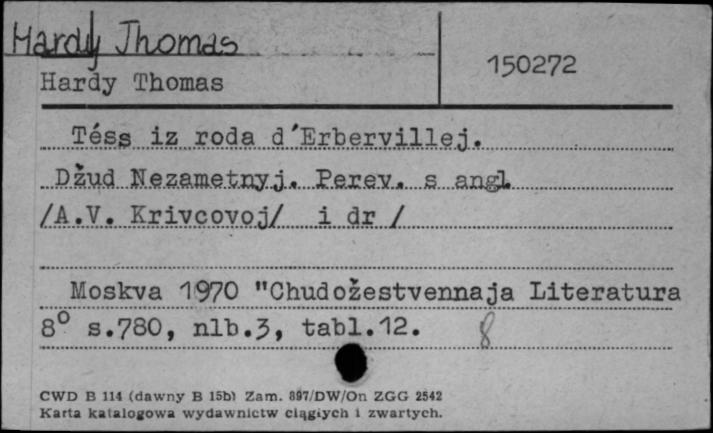 Hardy Thomas
150272
Hardy Thomas
Téss iz roda d'Erbervillej.
Džud Nezametnyj. Perev. s angl
/A.V. Krivcovoj/ i dr /
Moskva 1970 "Chudožestvennaja Literatura
8° s.780, nlb.3, tabl.12. 8
CWD B 114 (dawny B 15b) Zam. 897/DW/On ZGG 2542
Karta katalogowa wydawnictw ciągłych i zwartych.